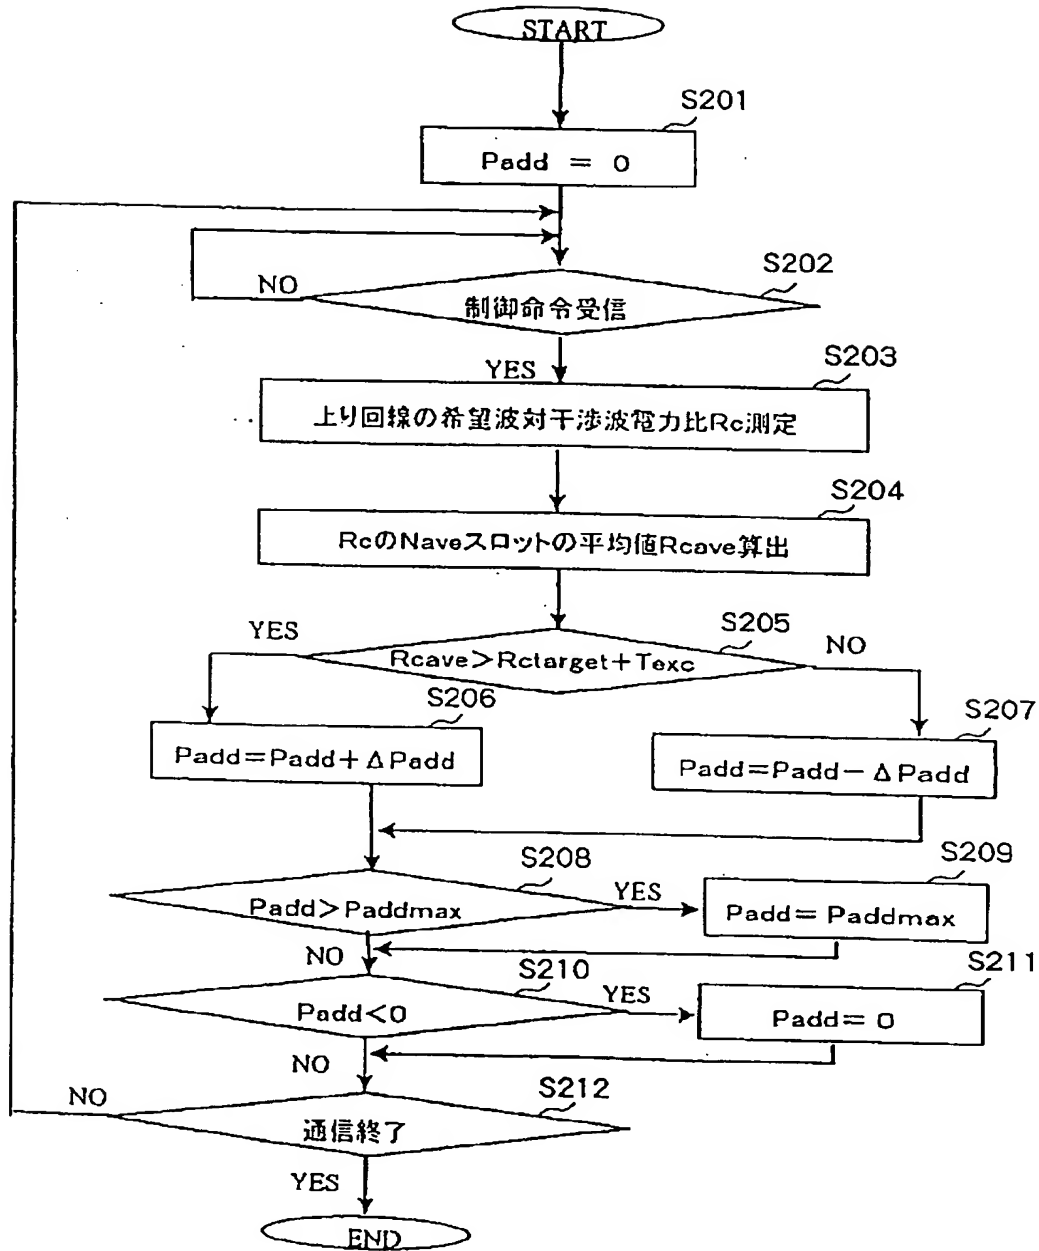 START
S201
Padd = 0
S202
NO
制御命令受信
YES
S203
上り回線の希望波対干渉波電力比Rc測定
S204
RcのNaveスロットの平均値Rcave算出
S205
YES
Rcave>Rctarget+Texc
NO
S206
Padd=Padd+ΔPadd
S207
Padd=Padd-ΔPadd
S208
Padd>Paddmax
YES
S209
Padd=Paddmax
NO
S210
Padd<0
YES
S211
Padd=0
NO
S212
NO
通信終了
YES
END